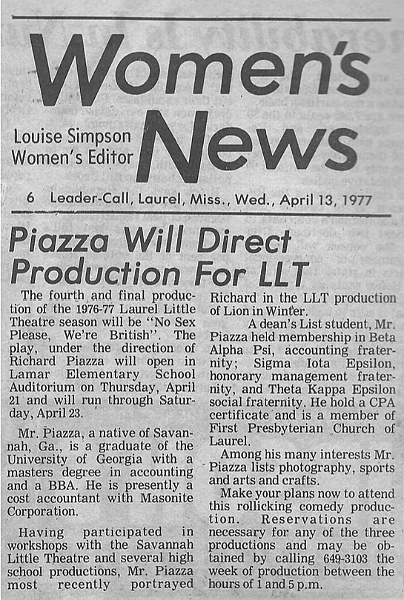 Women's
News
Louise Simpson
Women's Editor
6 Leader-Call, Laurel, Miss., Wed., April 13, 1977
Piazza Will Direct
Production For LLT
The fourth and final produc-
tion of the 1976-77 Laurel Little
Theatre season will be "No Sex
Please, We're British". The
play, under the direction of
Richard Piazza will open in
Lamar Elementary School
Auditorium on Thursday, April
21 and will run through Satur-
day, April 23.
Mr. Piazza, a native of Savan-
nah, Ga., is a graduate of the
University of Georgia with a
masters degree in accounting
and a BBA. He is presently a
cost accountant with Masonite
Corporation.
Having participated in
workshops with the Savannah
Little Theatre and several high
school productions, Mr. Piazza
most recently portrayed
Richard in the LLT production
of Lion in Winter.
A dean's List student, Mr.
Piazza held membership in Beta
Alpha Psi, accounting frater-
nity; Sigma Iota Epsilon,
honorary management frater-
nity, and Theta Kappa Epsilon
social fraternity. He hold a CPA
certificate and is a member of
First Presbyterian Church of
Laurel.
Among his many interests Mr.
Piazza lists photography, sports
and arts and crafts.
Make your plans now to attend
this rollicking comedy produc-
tion. Reservations are
necessary for any of the three
productions and may be ob-
tained by calling 649-3103 the
week of production between the
hours of 1 and 5 p.m.